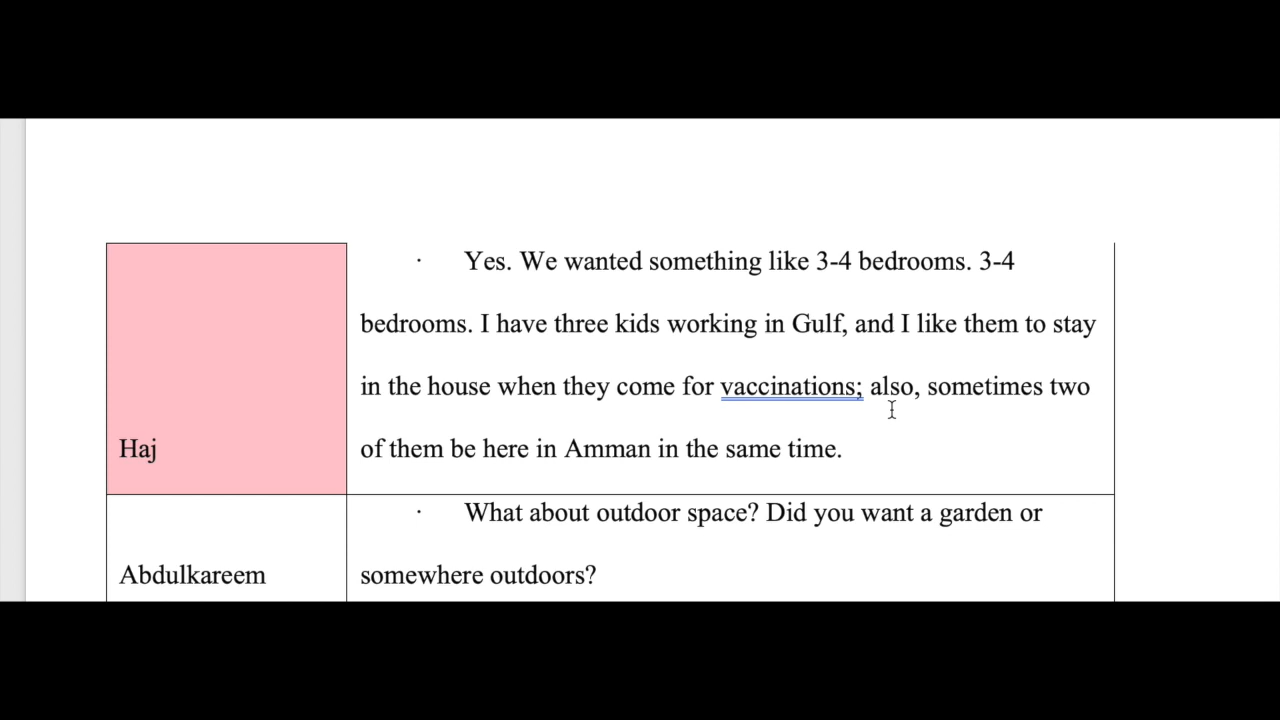 · Yes. We wanted something like 3-4 bedrooms. 3-4
bedrooms. I have three kids working in Gulf, and I like them to stay
in the house when they come for vaccinations; also, sometimes two
Haj
of them be here in Amman in the same time.
· What about outdoor space? Did you want a garden or
Abdulkareem
somewhere outdoors?